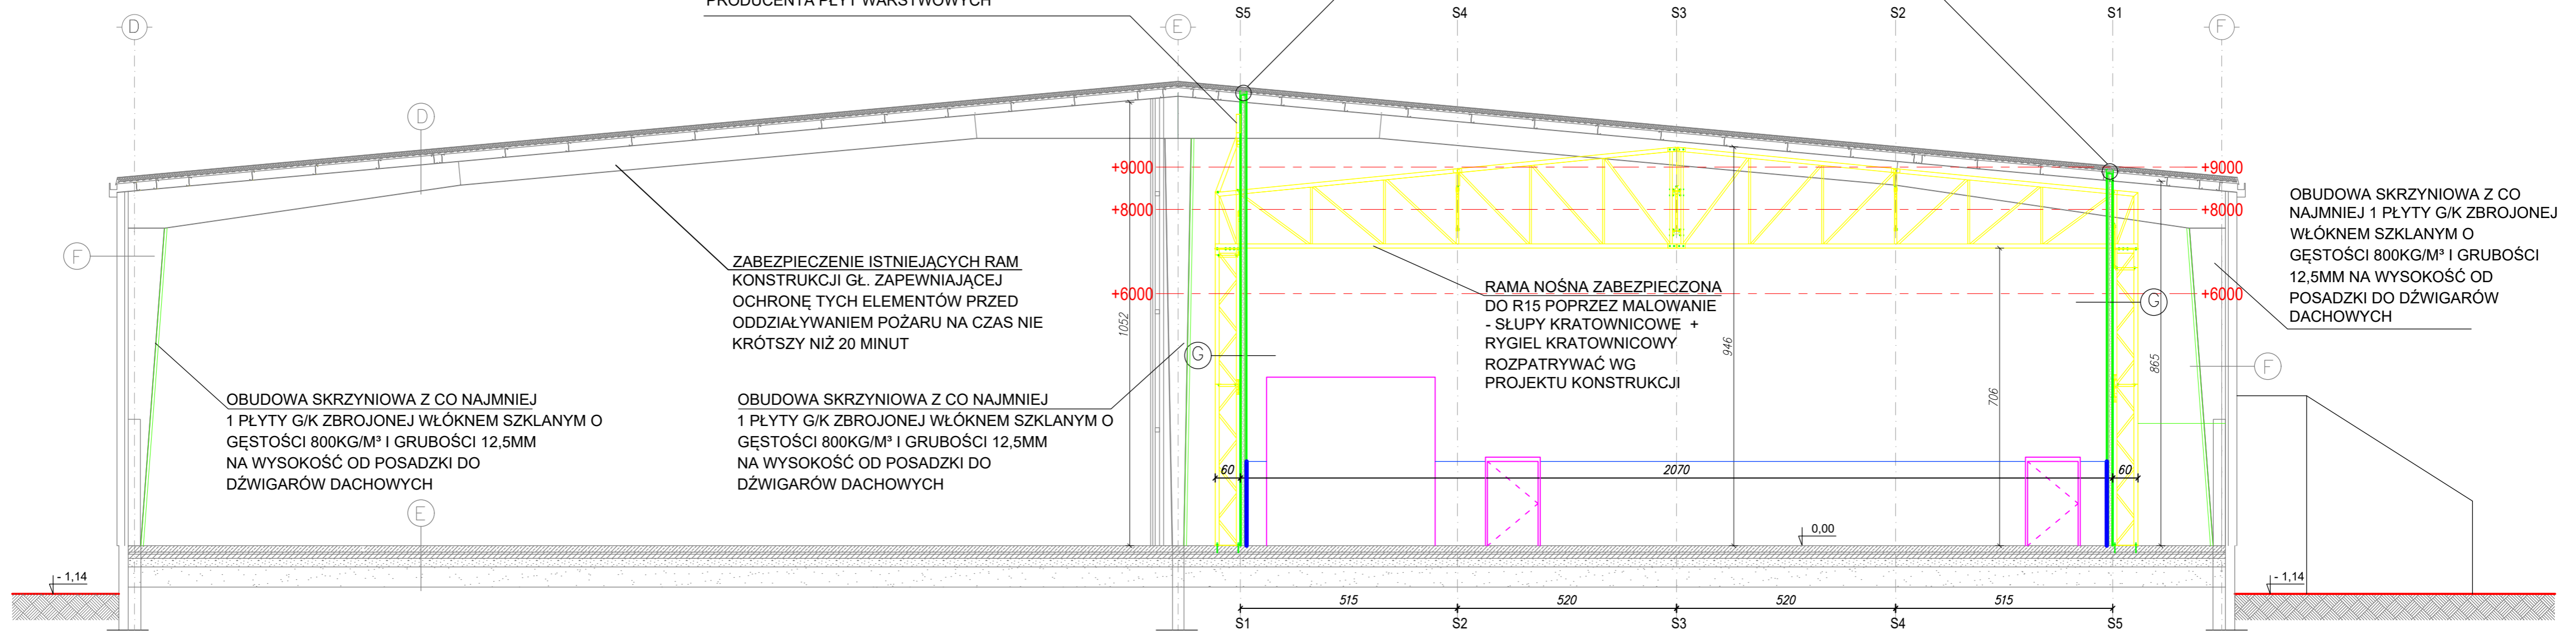 PRODUCENTA PŁYT WARSTWOWYCH
S5
S4
S3
S2
S1
D
E
F
D
+9000
+8000
+6000
+9000
+8000
+6000
F
ZABEZPIECZENIE ISTNIEJĄCYCH RAM
KONSTRUKCJI GŁ. ZAPEWNIAJĄCEJ
OCHRONĘ TYCH ELEMENTÓW PRZED
ODDZIAŁYWANIEM POŻARU NA CZAS NIE
KRÓTSZY NIŻ 20 MINUT
1052
G
RAMA NOŚNA ZABEZPIECZONA
DO R15 POPRZEZ MALOWANIE
- SŁUPY KRATOWNICOWE +
RYGIEL KRATOWNICOWY
ROZPATRYWAĆ WG
PROJEKTU KONSTRUKCJI
946
706
G
865
OBUDOWA SKRZYNIOWA Z CO
NAJMNIEJ 1 PŁYTY G/K ZBROJONEJ
WŁÓKNEM SZKLANYM O
GĘSTOŚCI 800KG/M³ I GRUBOŚCI
12,5MM NA WYSOKOŚĆ OD
POSADZKI DO DŹWIGARÓW
DACHOWYCH
F
OBUDOWA SKRZYNIOWA Z CO NAJMNIEJ
1 PŁYTY G/K ZBROJONEJ WŁÓKNEM SZKLANYM O
GĘSTOŚCI 800KG/M³ I GRUBOŚCI 12,5MM
NA WYSOKOŚĆ OD POSADZKI DO
DŹWIGARÓW DACHOWYCH
OBUDOWA SKRZYNIOWA Z CO NAJMNIEJ
1 PŁYTY G/K ZBROJONEJ WŁÓKNEM SZKLANYM O
GĘSTOŚCI 800KG/M³ I GRUBOŚCI 12,5MM
NA WYSOKOŚĆ OD POSADZKI DO
DŹWIGARÓW DACHOWYCH
60
2070
60
E
0,00
- 1,14
- 1,14
515
520
520
515
S1
S2
S3
S4
S5